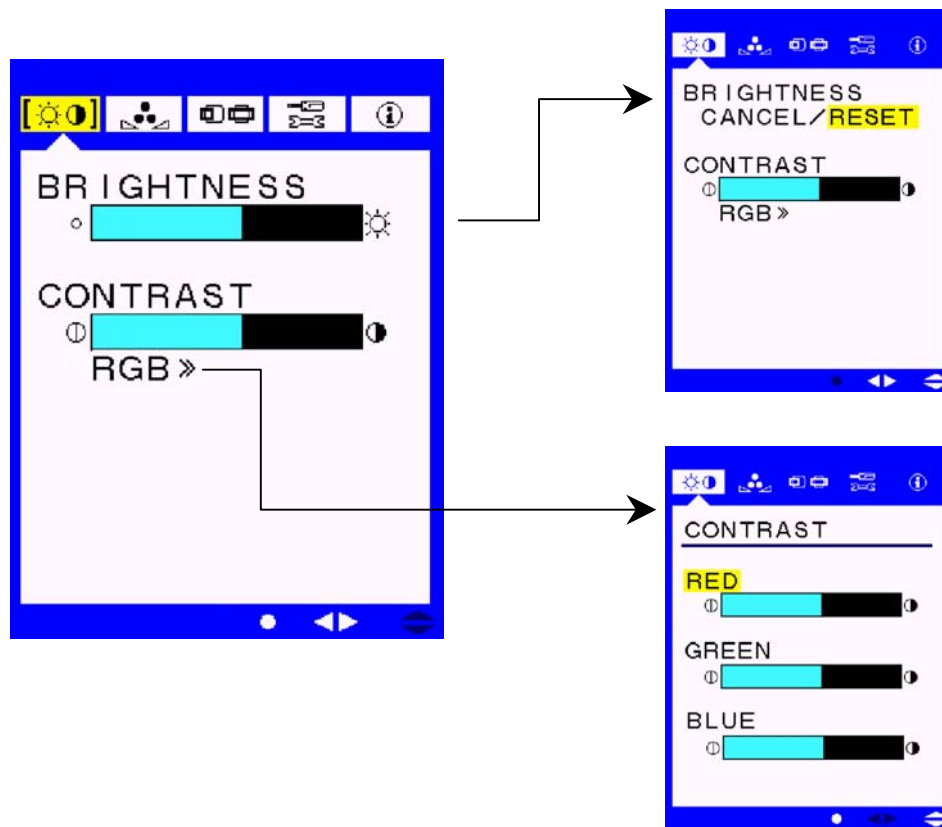 BRIGHTNESS
CONTRAST
RGB »
BRIGHTNESS
CANCEL/RESET
CONTRAST
RGB »
CONTRAST
RED
GREEN
BLUE